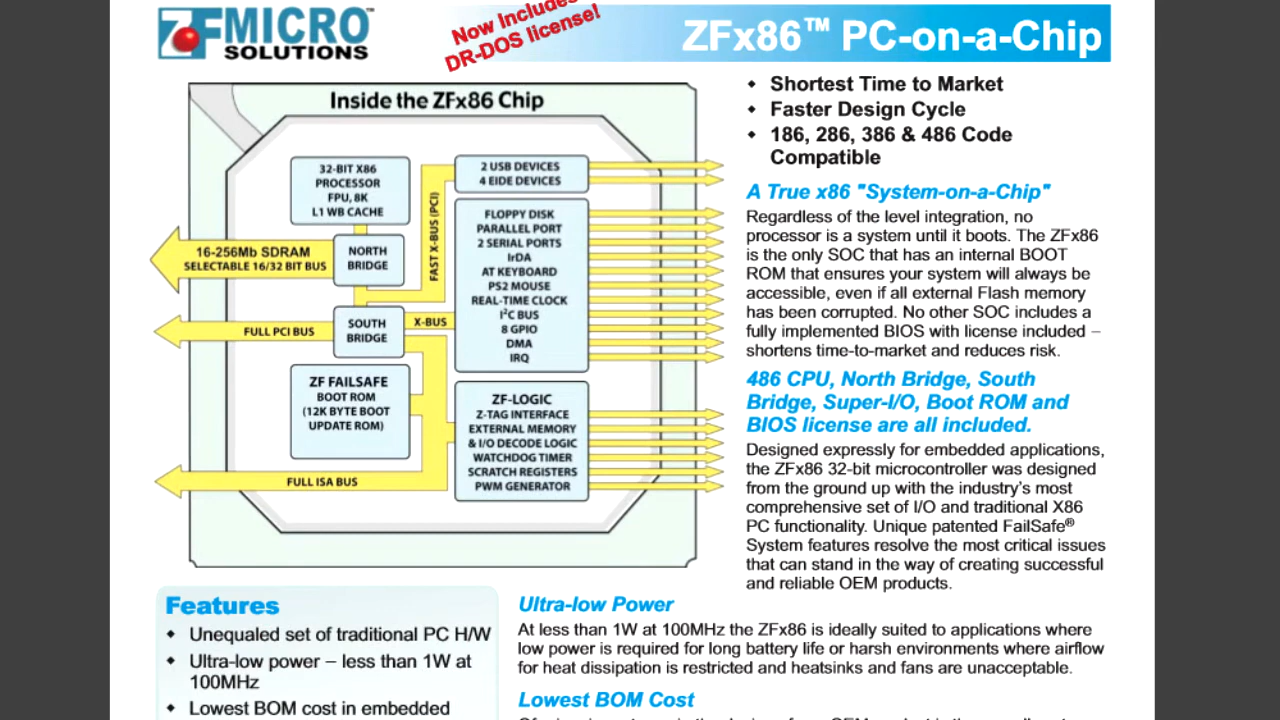 ZFMICRO™
SOLUTIONS
Now Includes
DR-DOS license!
ZFx86™ PC-on-a-Chip
Inside the ZFx86 Chip
32-BIT X86
PROCESSOR
FPU, 8K
L1 WB CACHE
NORTH
BRIDGE
SOUTH
BRIDGE
16-256Mb SDRAM
SELECTABLE 16/32 BIT BUS
FULL PCI BUS
FAST X-BUS (PCI)
X-BUS
ZF FAILSAFE
BOOT ROM
(12K BYTE BOOT
UPDATE ROM)
FULL ISA BUS
2 USB DEVICES
4 EIDE DEVICES
FLOPPY DISK
PARALLEL PORT
2 SERIAL PORTS
IrDA
AT KEYBOARD
PS2 MOUSE
REAL-TIME CLOCK
I²C BUS
8 GPIO
DMA
IRQ
ZF-LOGIC
Z-TAG INTERFACE
EXTERNAL MEMORY
& I/O DECODE LOGIC
WATCHDOG TIMER
SCRATCH REGISTERS
PWM GENERATOR
◆ Shortest Time to Market
◆ Faster Design Cycle
◆ 186, 286, 386 & 486 Code
Compatible
A True x86 "System-on-a-Chip"
Regardless of the level integration, no
processor is a system until it boots. The ZFx86
is the only SOC that has an internal BOOT
ROM that ensures your system will always be
accessible, even if all external Flash memory
has been corrupted. No other SOC includes a
fully implemented BIOS with license included –
shortens time-to-market and reduces risk.
486 CPU, North Bridge, South
Bridge, Super-I/O, Boot ROM and
BIOS license are all included.
Designed expressly for embedded applications,
the ZFx86 32-bit microcontroller was designed
from the ground up with the industry's most
comprehensive set of I/O and traditional X86
PC functionality. Unique patented FailSafe®
System features resolve the most critical issues
that can stand in the way of creating successful
and reliable OEM products.
Features
◆ Unequaled set of traditional PC H/W
◆ Ultra-low power – less than 1W at
100MHz
◆ Lowest BOM cost in embedded
Ultra-low Power
At less than 1W at 100MHz the ZFx86 is ideally suited to applications where
low power is required for long battery life or harsh environments where airflow
for heat dissipation is restricted and heatsinks and fans are unacceptable.
Lowest BOM Cost